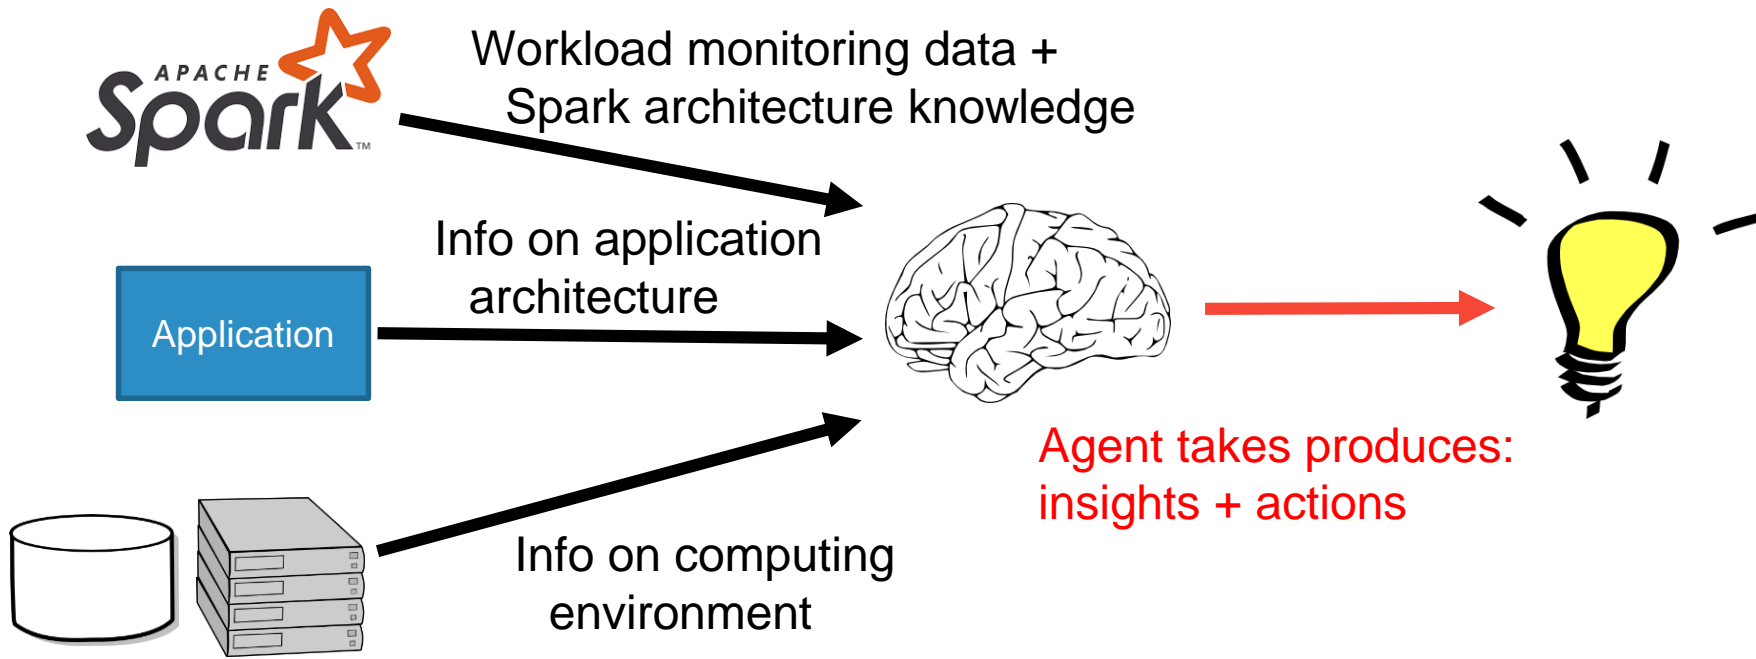 APACHE
Spark
TM
Workload monitoring data +
Spark architecture knowledge
Info on application
architecture
Application
Agent takes produces:
insights + actions
Info on computing
environment